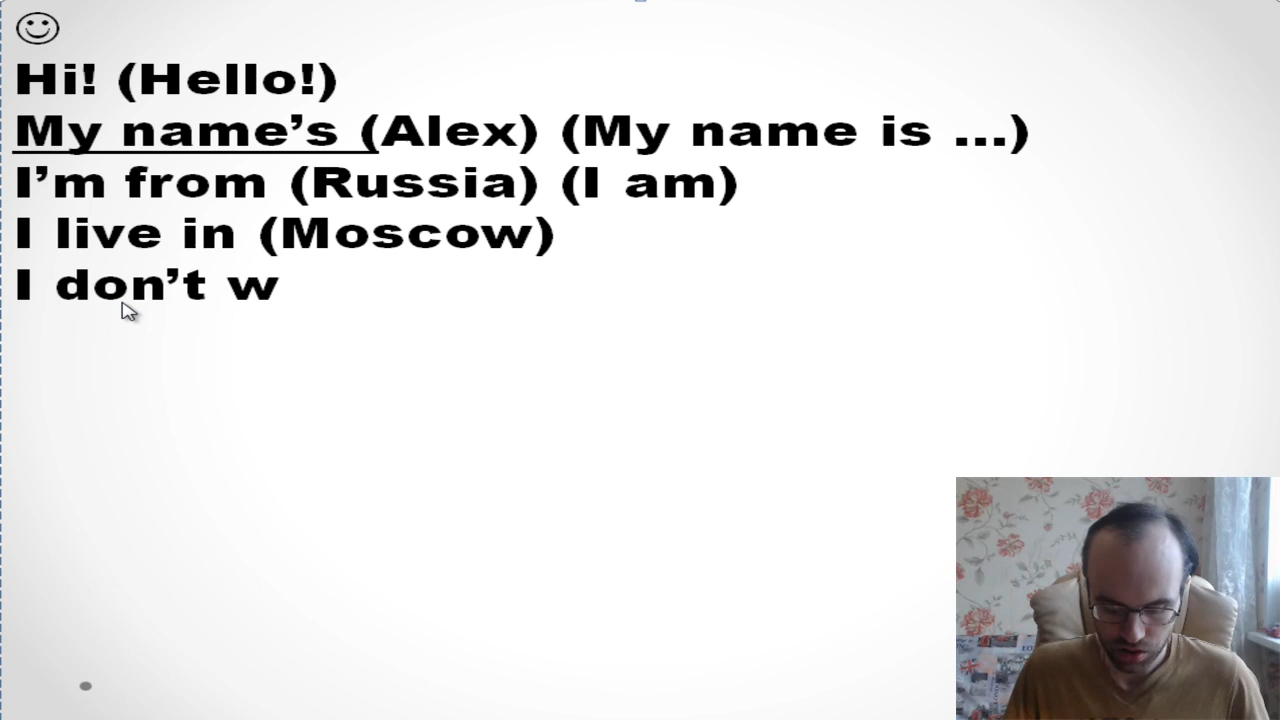 Hi! (Hello!)
My name’s (Alex) (My name is ...)
I’m from (Russia) (I am)
I live in (Moscow)
I don’t w